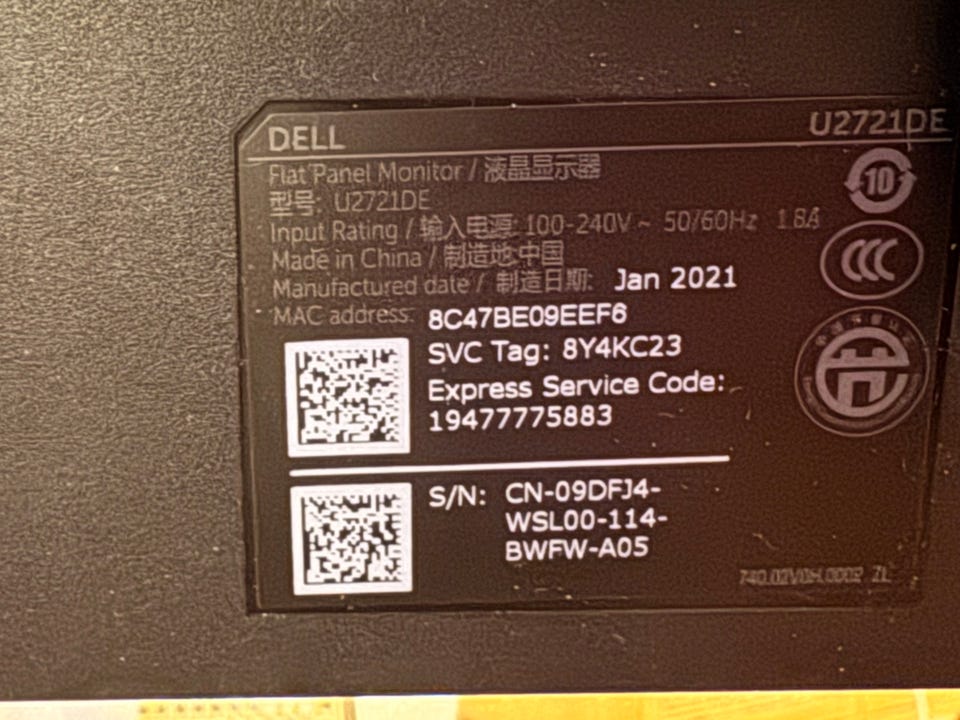 DELL U2721DE
Flat Panel Monitor / 液晶显示器
型号: U2721DE
Input Rating / 输入电源: 100-240V ~ 50/60Hz 1.8A
Made in China / 制造地:中国
Manufactured date / 制造日期: Jan 2021
MAC address: 8C47BE09EEF6
SVC Tag: 8Y4KC23
Express Service Code:
19477775883
S/N: CN-09DFJ4-
WSL00-114-
BWFW-A05
10
CCC